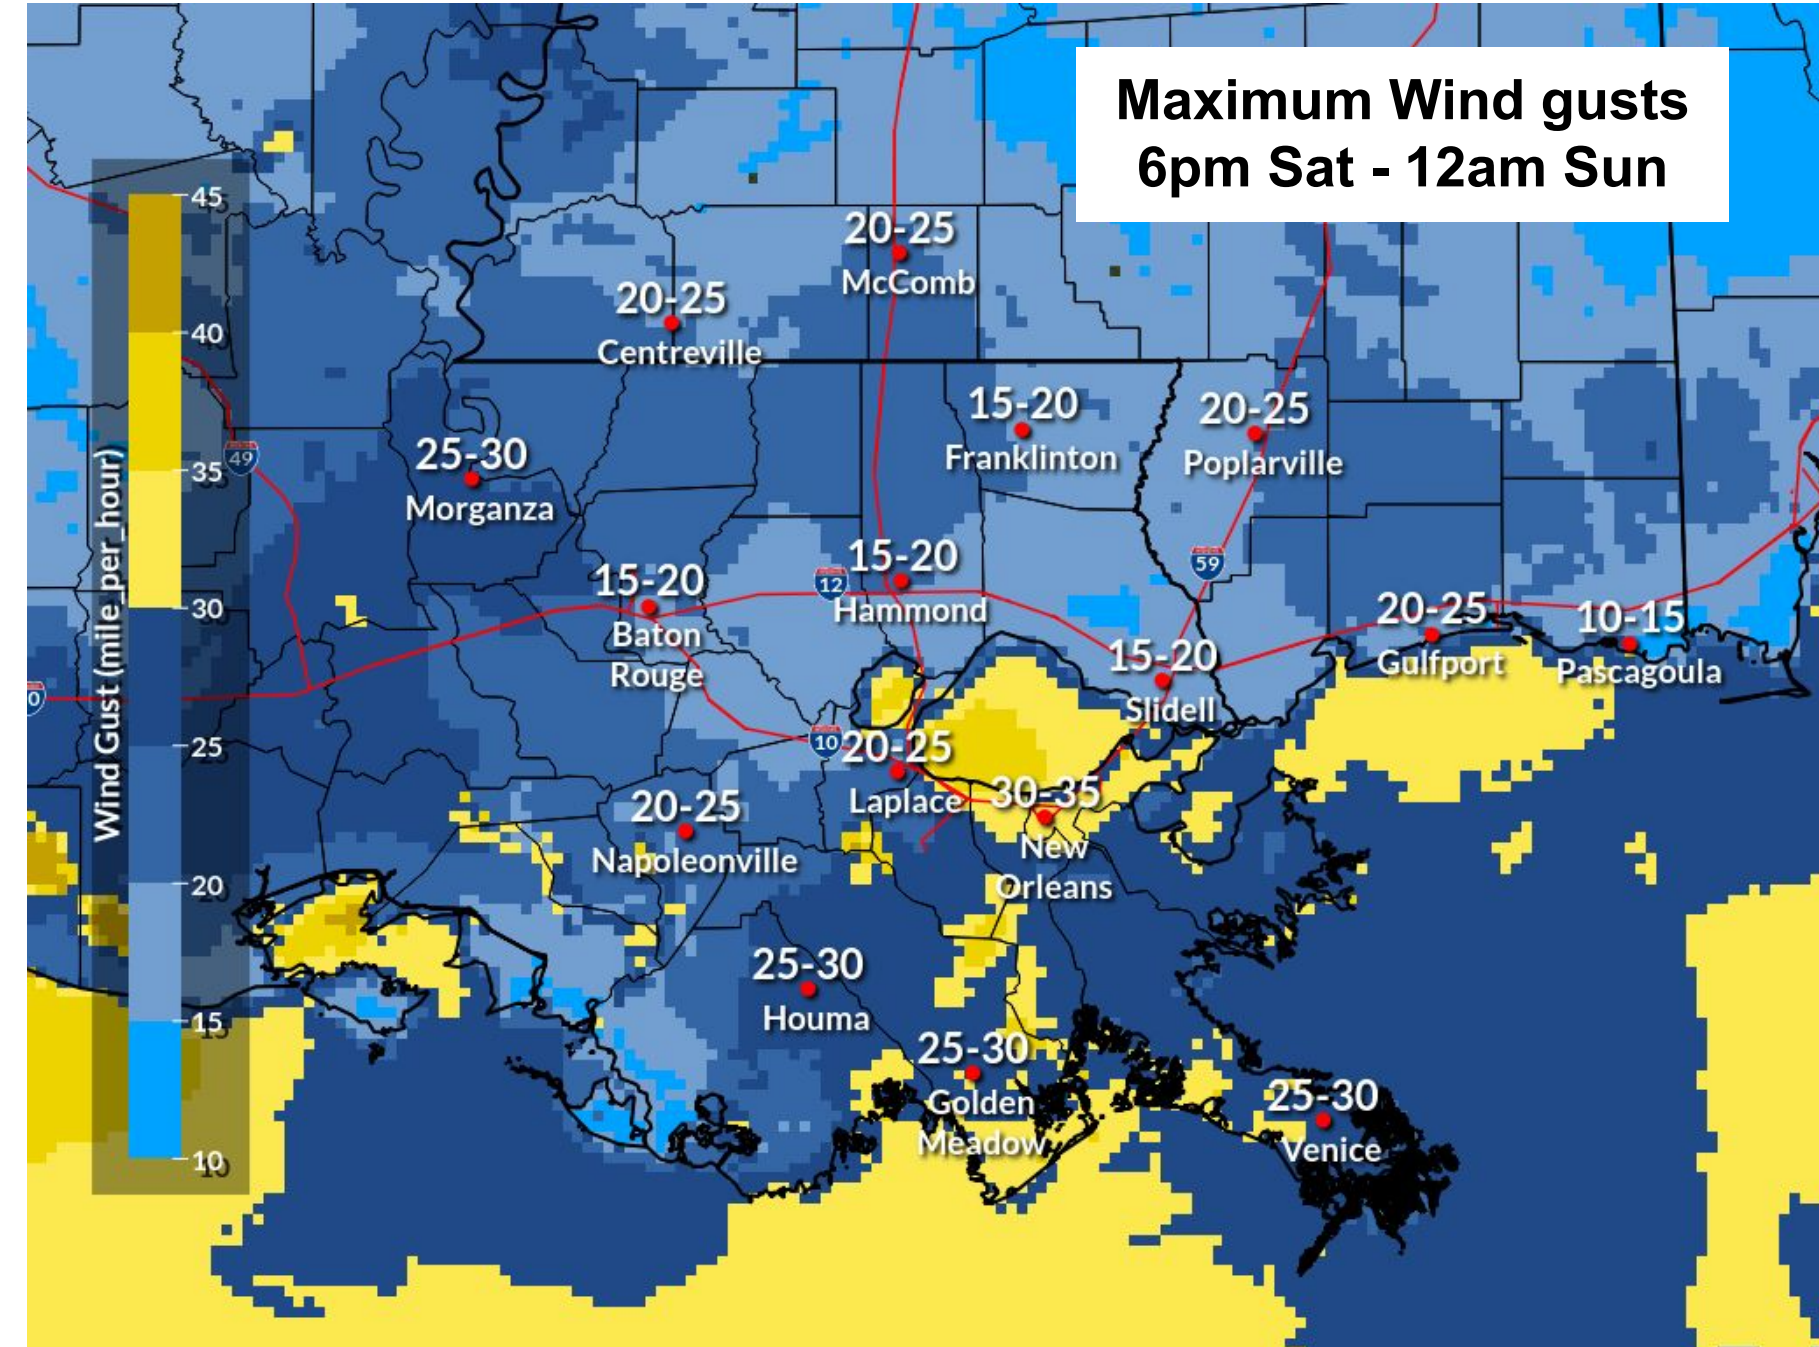 Maximum Wind gusts
6pm Sat - 12am Sun
45
40
35
30
25
20
15
10
Wind Gust (mile_per_hour)
20-25
McComb
20-25
Centreville
15-20
Franklinton
20-25
Poplarville
49
25-30
Morganza
59
15-20
Baton
Rouge
12
15-20
Hammond
20-25
Gulfport
10-15
Pascagoula
15-20
Slidell
0
10
20-25
Laplace
30-35
New
Orleans
20-25
Napoleonville
25-30
Houma
25-30
Golden
Meadow
25-30
Venice